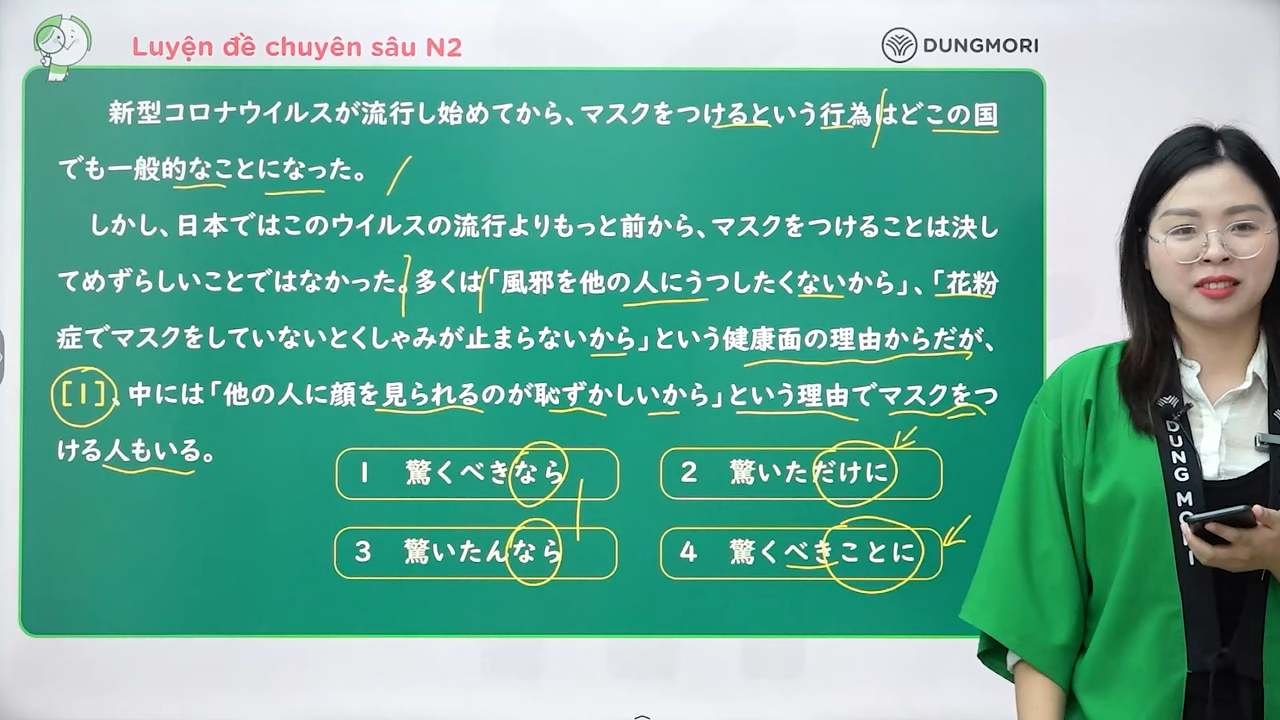 Luyện đề chuyên sâu N2
DUNGMORI
新型コロナウイルスが流行し始めてから、マスクをつけるという行為はどこの国
でも一般的なことになった。
しかし、日本ではこのウイルスの流行よりもっと前から、マスクをつけることは決し
てめずらしいことではなかった。多くは「風邪を他の人にうつしたくないから」、「花粉
症でマスクをしていないとくしゃみが止まらないから」という健康面の理由からだが、
[1]、中には「他の人に顔を見られるのが恥ずかしいから」という理由でマスクをつ
ける人もいる。
1 驚くべきなら
2 驚いただけに
3 驚いたんなら
4 驚くべきことに
DUNG MO